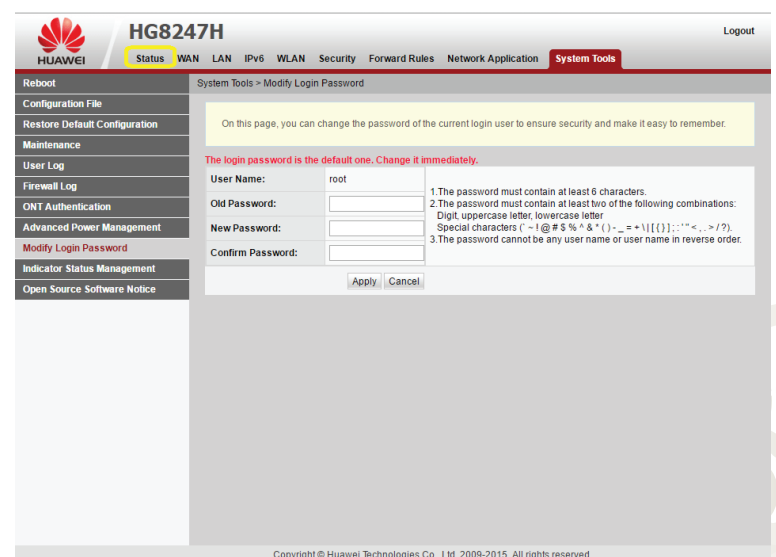 HUAWEI
HG8247H
Logout
Status WAN LAN IPv6 WLAN Security Forward Rules Network Application System Tools
Reboot
Configuration File
Restore Default Configuration
Maintenance
User Log
Firewall Log
ONT Authentication
Advanced Power Management
Modify Login Password
Indicator Status Management
Open Source Software Notice
System Tools > Modify Login Password
On this page, you can change the password of the current login user to ensure security and make it easy to remember.
The login password is the default one. Change it immediately.
User Name: root
Old Password:
New Password:
Confirm Password:
1.The password must contain at least 6 characters.
2.The password must contain at least two of the following combinations:
Digit, uppercase letter, lowercase letter
Special characters (` ~ ! @ # $ % ^ & * ( ) - _ = + \ | [ { } ] ; : ' " < , . > / ?).
3.The password cannot be any user name or user name in reverse order.
Apply Cancel
Copyright © Huawei Technologies Co., Ltd. 2009-2015. All rights reserved.